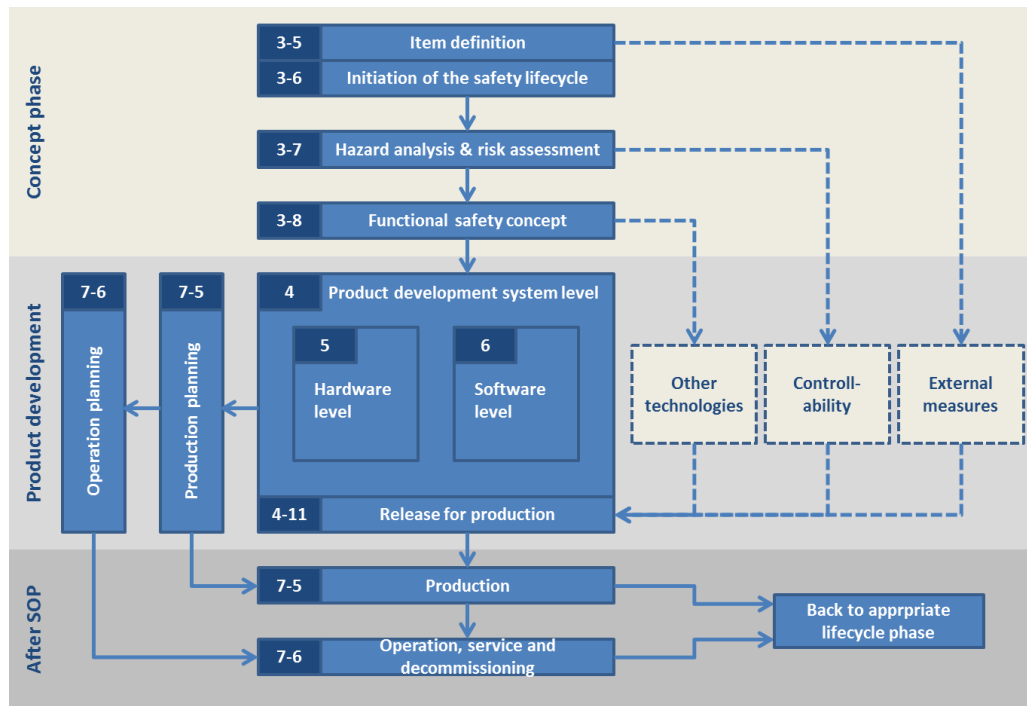 Concept phase
3-5 Item definition
3-6 Initiation of the safety lifecycle
3-7 Hazard analysis & risk assessment
3-8 Functional safety concept
Product development
7-6
Operation planning
7-5
Production planning
4 Product development system level
5
Hardware
level
6
Software
level
4-11 Release for production
Other
technologies
Controll-
ability
External
measures
After SOP
7-5 Production
7-6 Operation, service and
decommissioning
Back to apprpriate
lifecycle phase